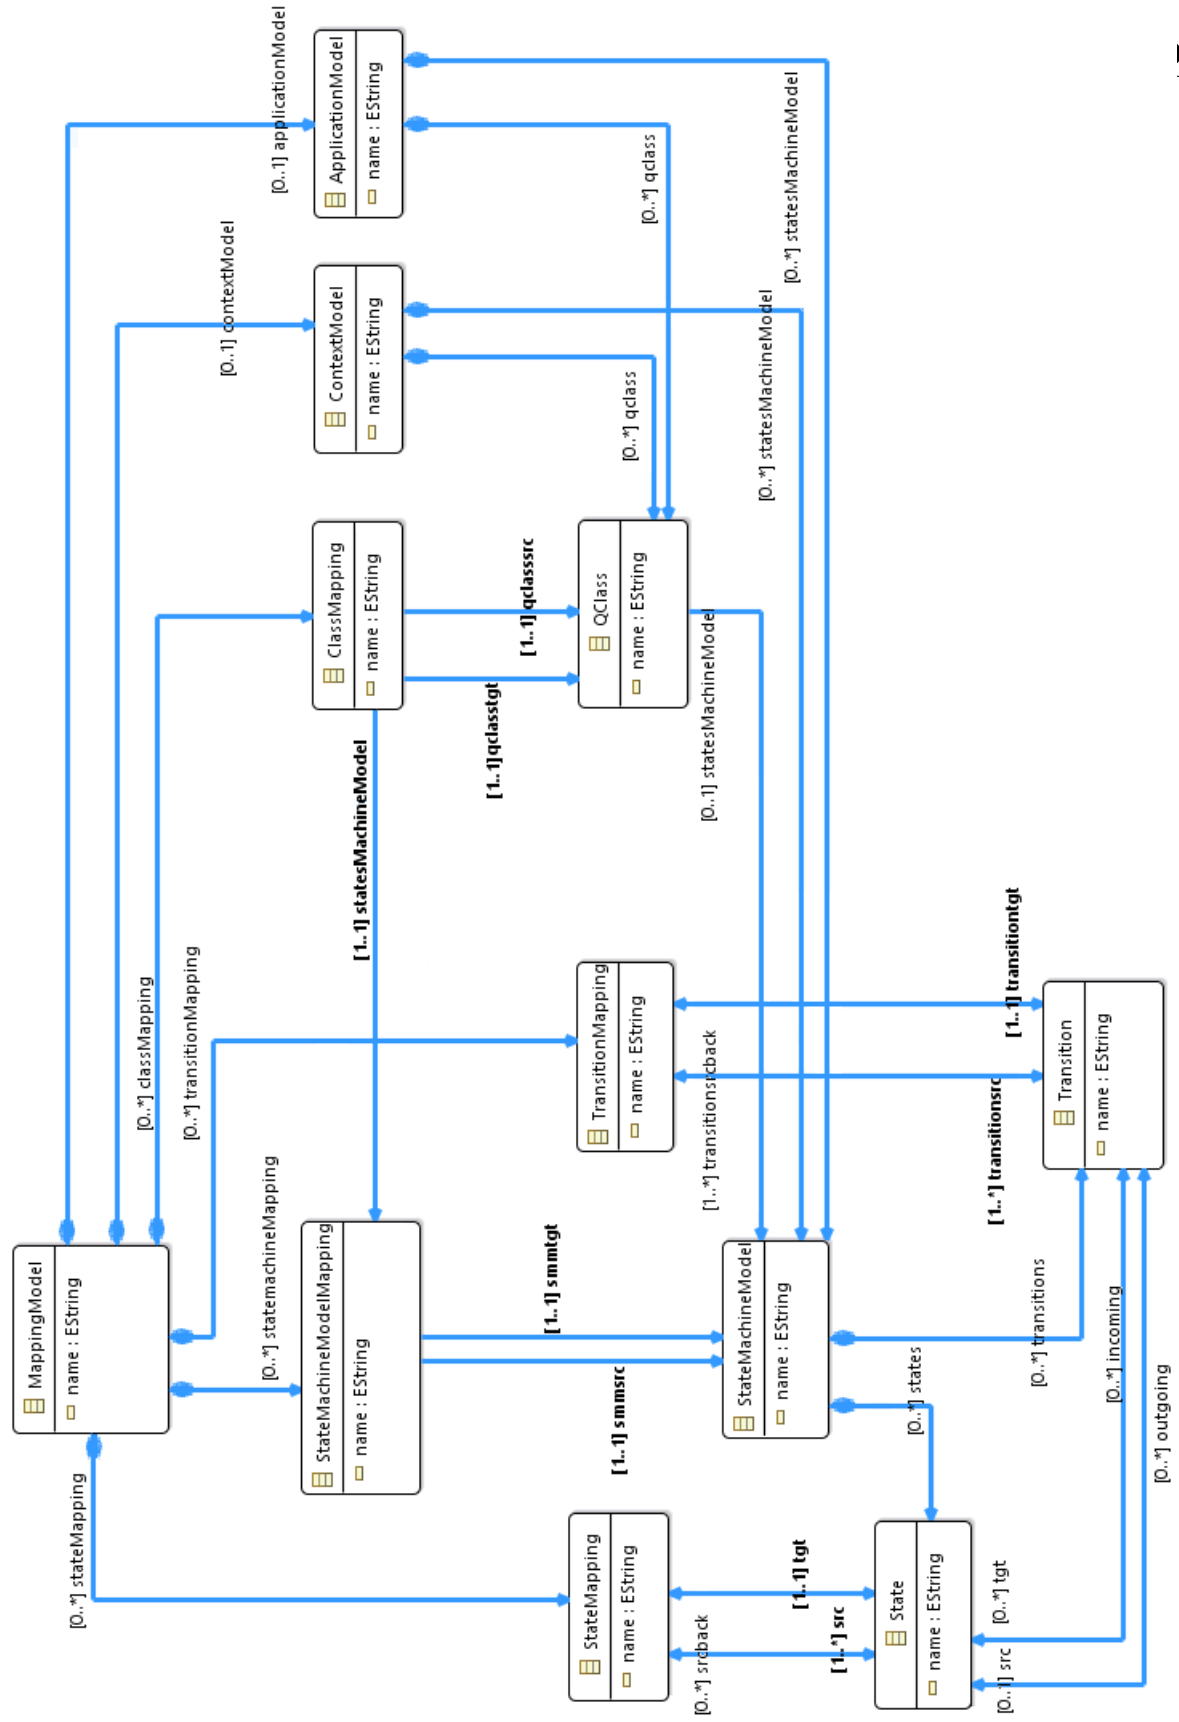 [0..1] applicationModel
ApplicationModel
name : EString
[0..*] qclass
[0..*] statesMachineModel
[0..1] contextModel
ContextModel
name : EString
[0..*] qclass
[0..*] statesMachineModel
ClassMapping
name : EString
[1..1]qclasssrc
[1..1]qclasstgt
QClass
name : EString
[0..1] statesMachineModel
[1..1] statesMachineModel
[0..*] classMapping
[0..*] transitionMapping
TransitionMapping
name : EString
[1..*] transitionsrcback
[1..1] transitiontgt
[1..*] transitionsrc
Transition
name : EString
MappingModel
name : EString
[0..*] statemachineMapping
StateMachineModelMapping
name : EString
[1..1] smmtgt
[1..1] smmsrc
StateMachineModel
name : EString
[0..*] transitions
[0..*] states
[0..*] incoming
[0..*] outgoing
[0..*] stateMapping
StateMapping
name : EString
[1..1] tgt
[1..*] src
[0..*] srcback
State
name : EString
[0..*] tgt
[0..1] src